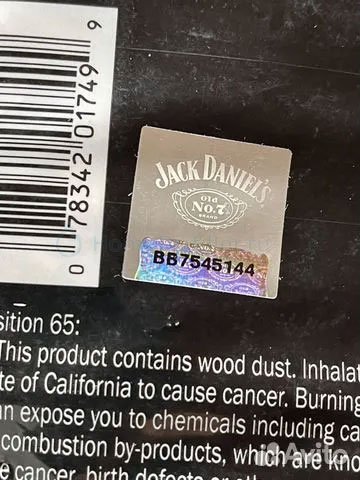 0 78342 01749 9
JACK DANIEL'S
Old
No. 7
BRAND
BB7545144
sition 65:
This product contains wood dust. Inhalat
te of California to cause cancer. Burning
n expose you to chemicals including ca
combustion by-products, which are kno
e cancer, birth defects or oth
Avito